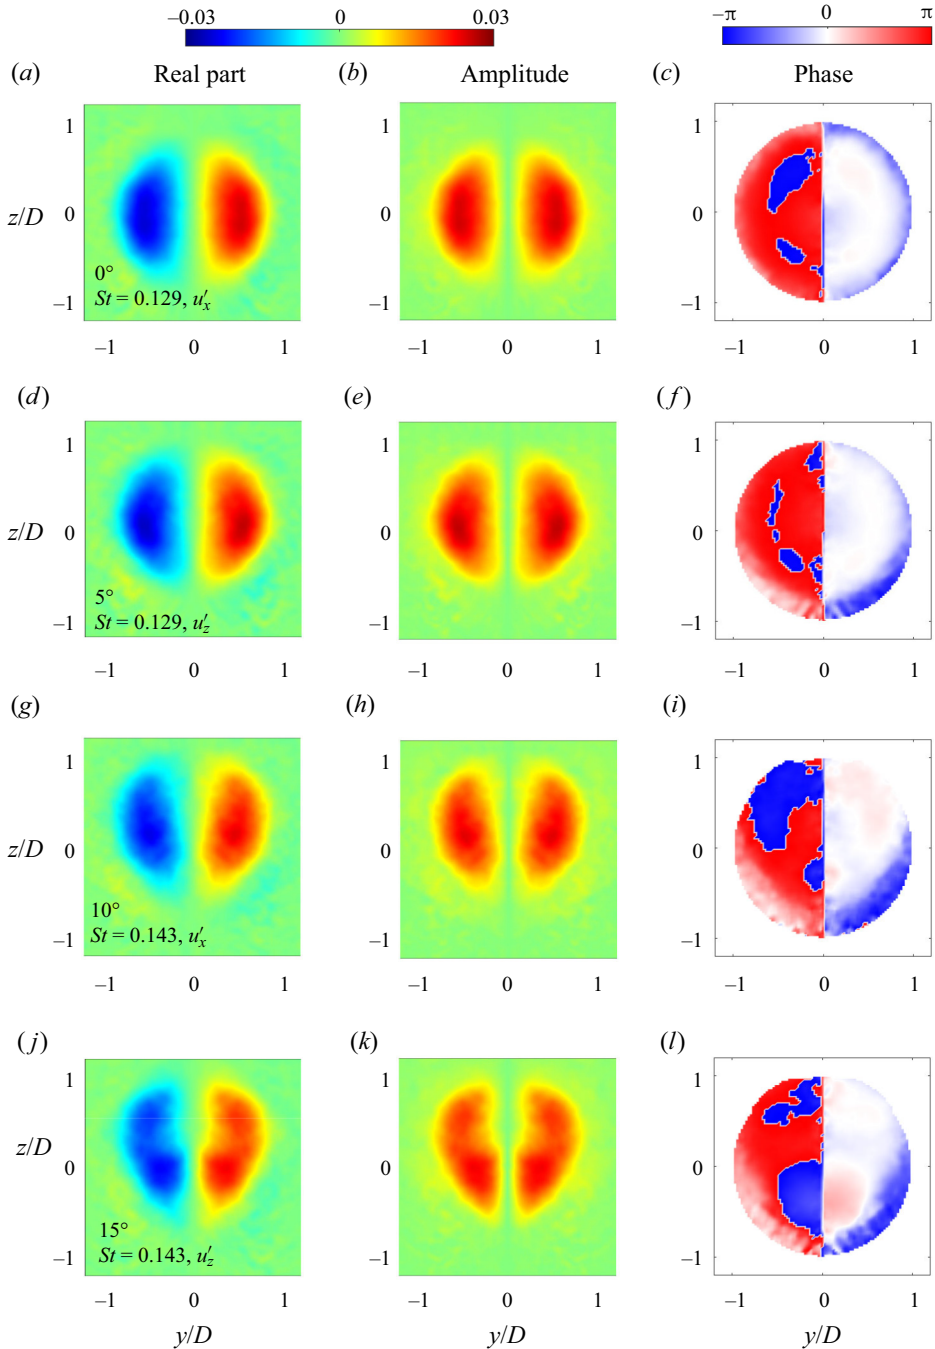 −0.03 0 0.03 −π 0 π
(a) Real part (b) Amplitude (c) Phase
1 1 1
z/D 0 0 0
0°
St = 0.129, u′x
−1 −1 −1
−1 0 1 −1 0 1 −1 0 1
(d) (e) (f)
1 1 1
z/D 0 0 0
5°
St = 0.129, u′z
−1 −1 −1
−1 0 1 −1 0 1 −1 0 1
(g) (h) (i)
1 1 1
z/D 0 0 0
10°
St = 0.143, u′x
−1 −1 −1
−1 0 1 −1 0 1 −1 0 1
(j) (k) (l)
1 1 1
z/D 0 0 0
15°
St = 0.143, u′z
−1 −1 −1
−1 0 1 −1 0 1 −1 0 1
y/D y/D y/D